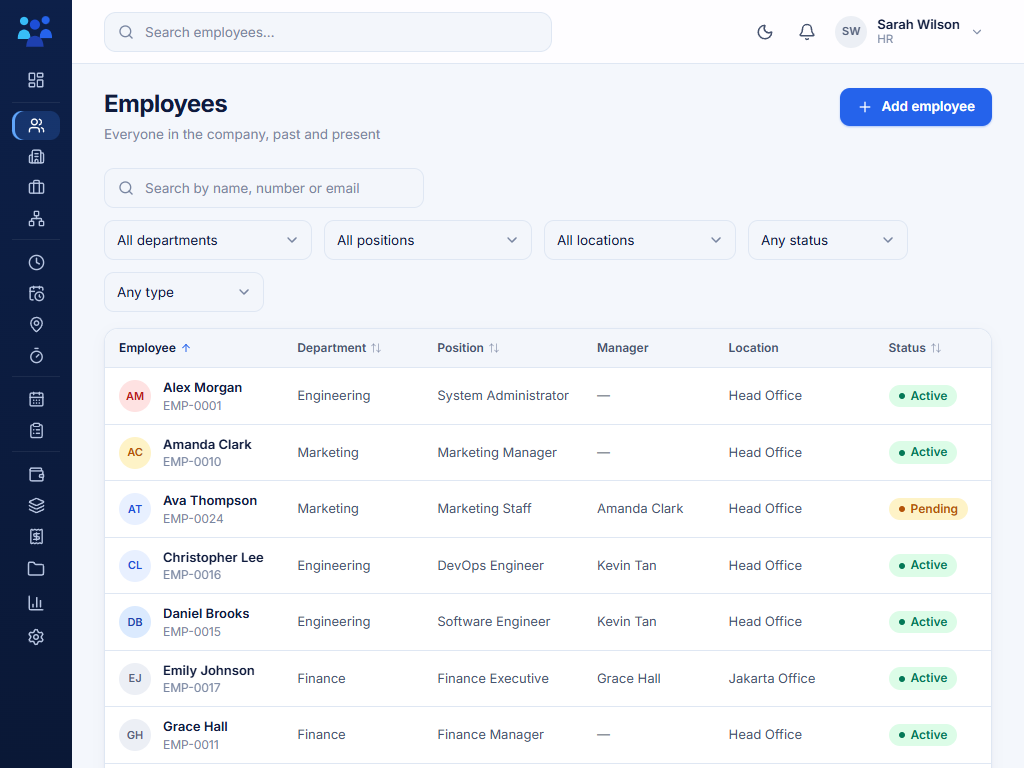 Search employees...
SW
Sarah Wilson
HR
Employees
Everyone in the company, past and present
Add employee
Search by name, number or email
All departments
All positions
All locations
Any status
Any type
Employee Department Position Manager Location Status
AM Alex Morgan Engineering System Administrator — Head Office Active
EMP-0001
AC Amanda Clark Marketing Marketing Manager — Head Office Active
EMP-0010
AT Ava Thompson Marketing Marketing Staff Amanda Clark Head Office Pending
EMP-0024
CL Christopher Lee Engineering DevOps Engineer Kevin Tan Head Office Active
EMP-0016
DB Daniel Brooks Engineering Software Engineer Kevin Tan Head Office Active
EMP-0015
EJ Emily Johnson Finance Finance Executive Grace Hall Jakarta Office Active
EMP-0017
GH Grace Hall Finance Finance Manager — Head Office Active
EMP-0011